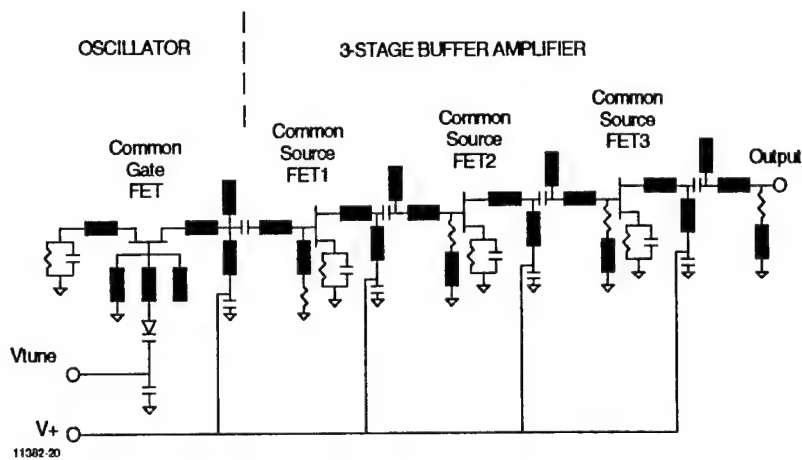 OSCILLATOR
3-STAGE BUFFER AMPLIFIER
Common
Gate
FET
Common
Source
FET1
Common
Source
FET2
Common
Source
FET3
Output
Vtune
V+
11382-20